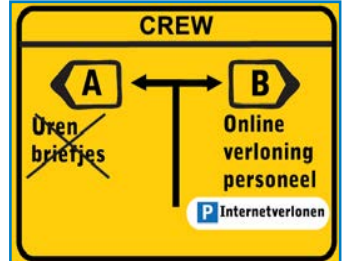 CREW
A
B
Uren
briefjes
Online
verloning
personeel
P Internetverlonen